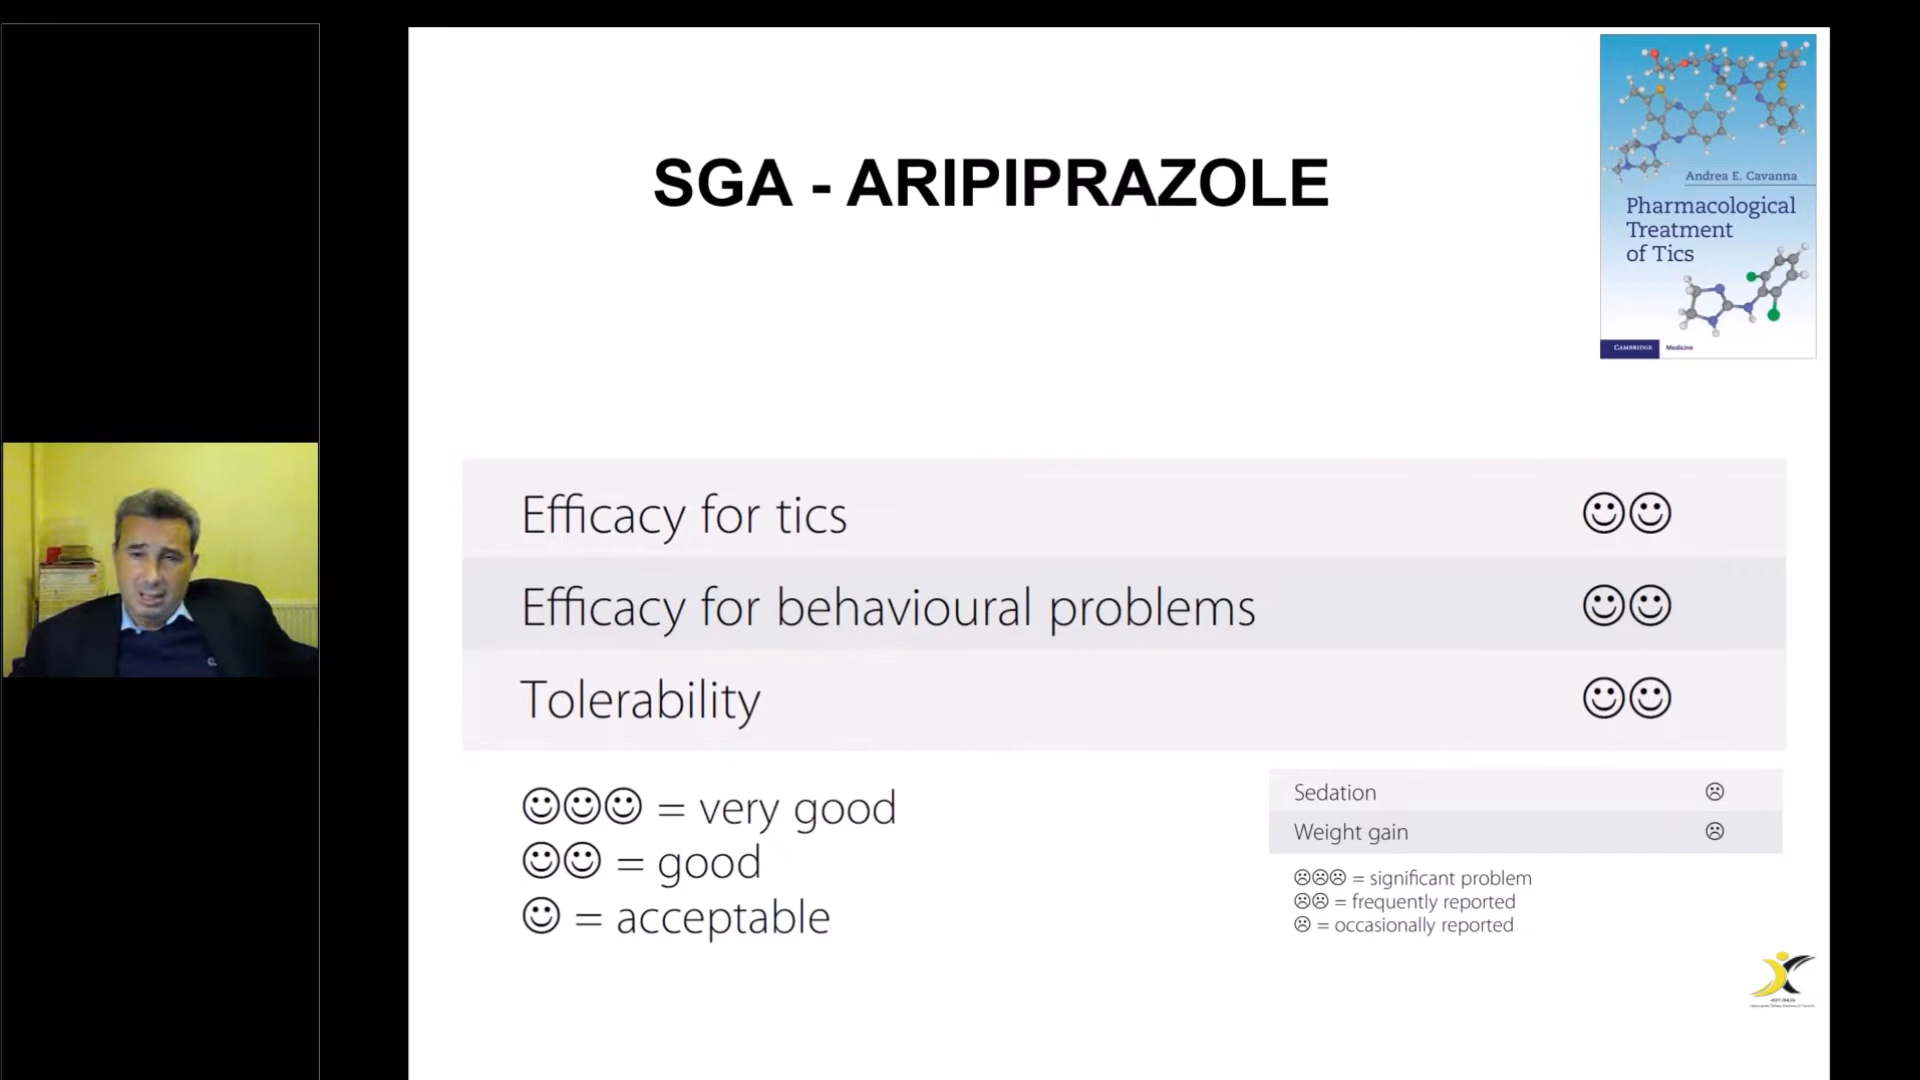 SGA - ARIPIPRAZOLE
Andrea E. Cavanna
Pharmacological
Treatment
of Tics
CAMBRIDGE Medicine
Efficacy for tics ☺☺
Efficacy for behavioural problems ☺☺
Tolerability ☺☺
☺☺☺ = very good
☺☺ = good
☺ = acceptable
Sedation ☹
Weight gain ☹
☹☹☹ = significant problem
☹☹ = frequently reported
☹ = occasionally reported